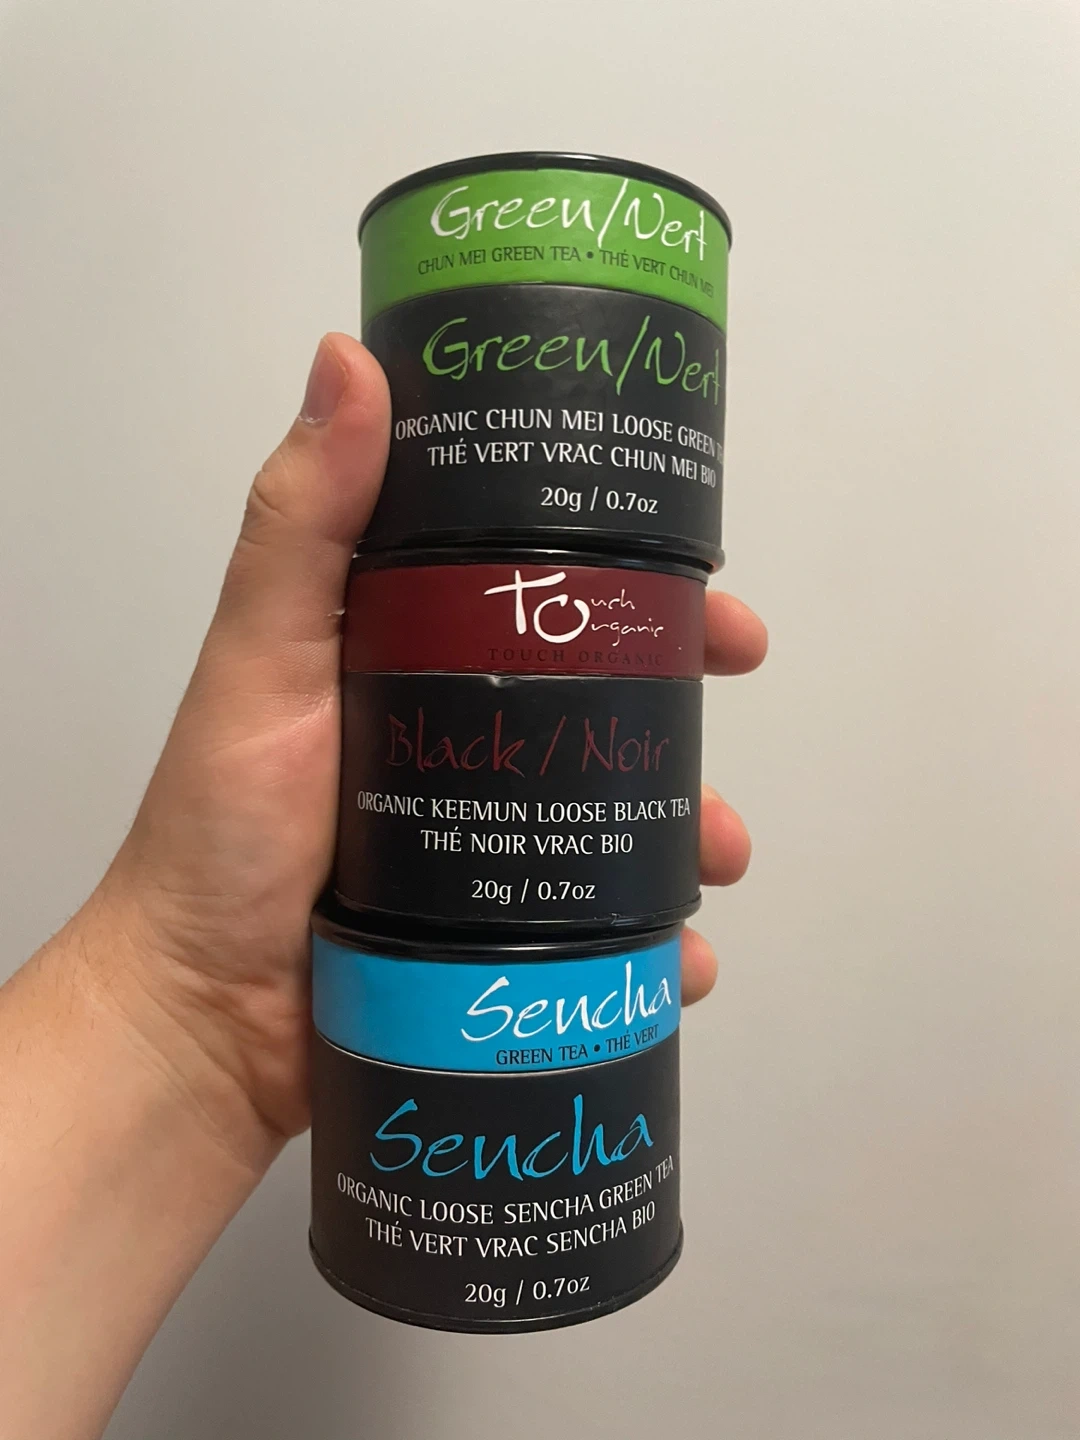 Green/Vert
CHUN MEI GREEN TEA • THÉ VERT CHUN MEI
Green/Vert
ORGANIC CHUN MEI LOOSE GREEN
THÉ VERT VRAC CHUN MEI BIO
20g / 0.7oz
Touch
Organic
TOUCH ORGANIC
Black / Noir
ORGANIC KEEMUN LOOSE BLACK TEA
THÉ NOIR VRAC BIO
20g / 0.7oz
Sencha
GREEN TEA • THÉ VERT
Sencha
ORGANIC LOOSE SENCHA GREEN TEA
THÉ VERT VRAC SENCHA BIO
20g / 0.7oz